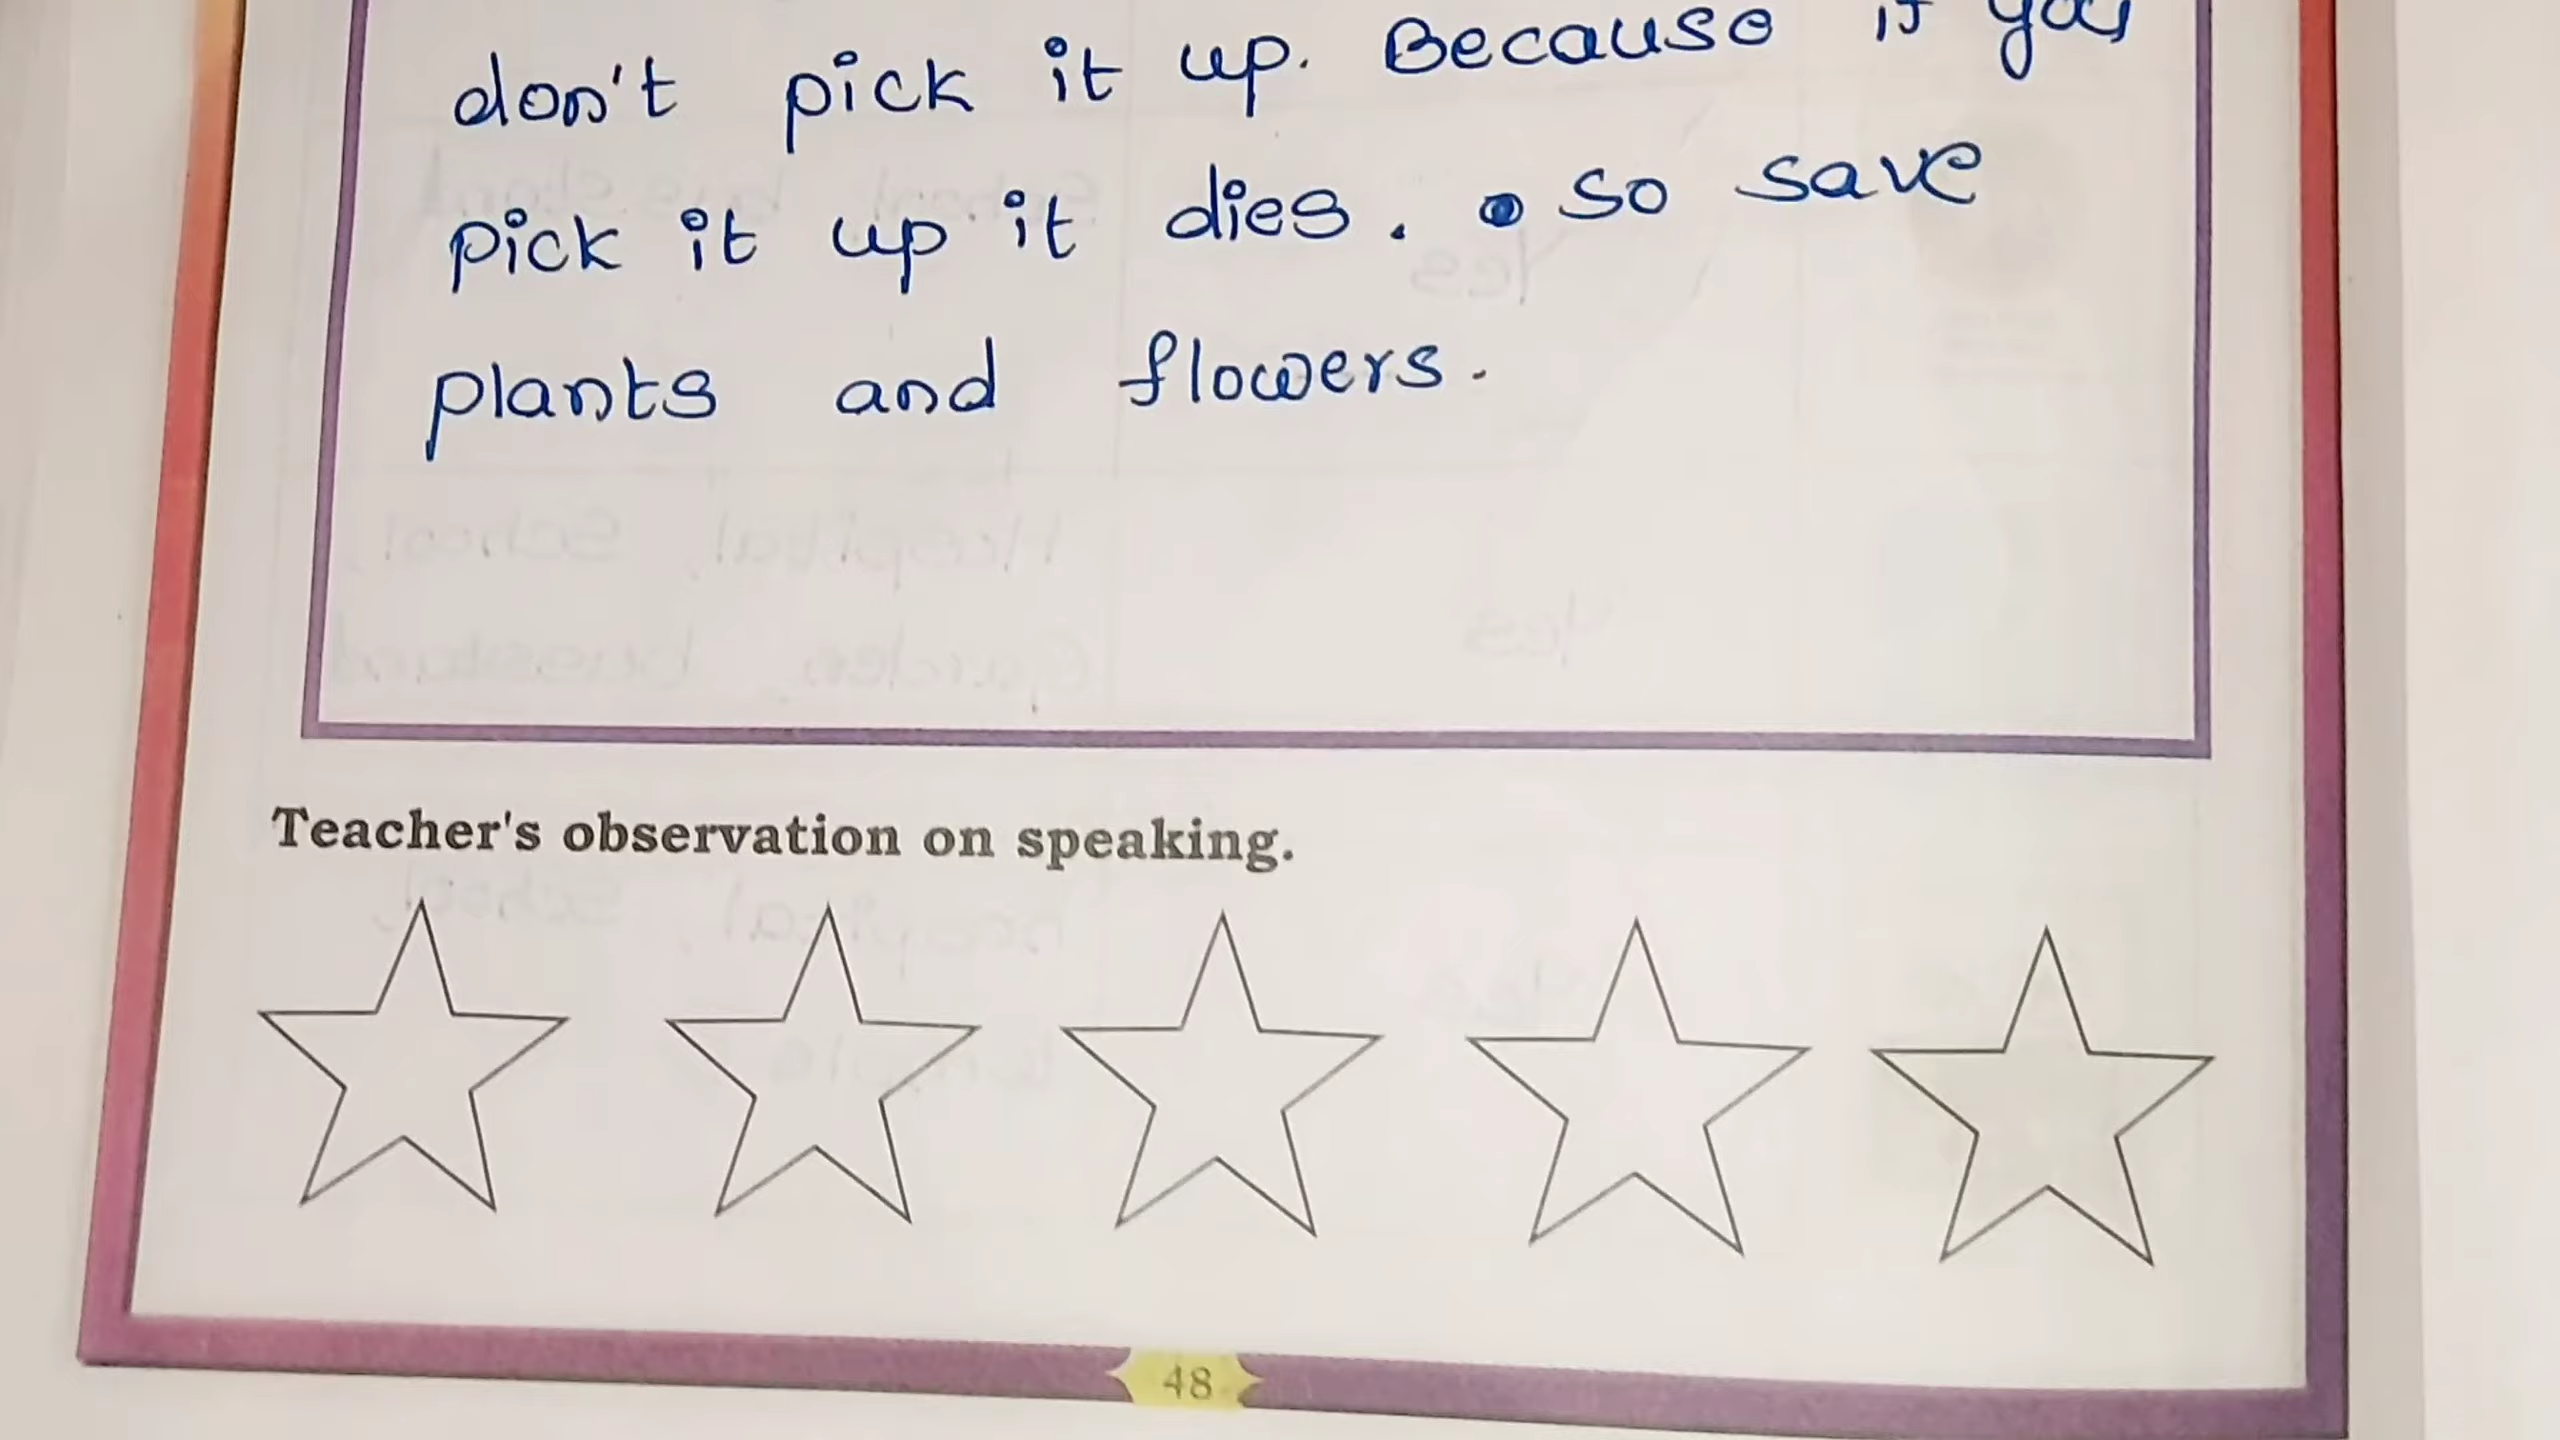 don't pick it up. Because if you
pick it up it dies. so save
plants and flowers.
Teacher's observation on speaking.
48